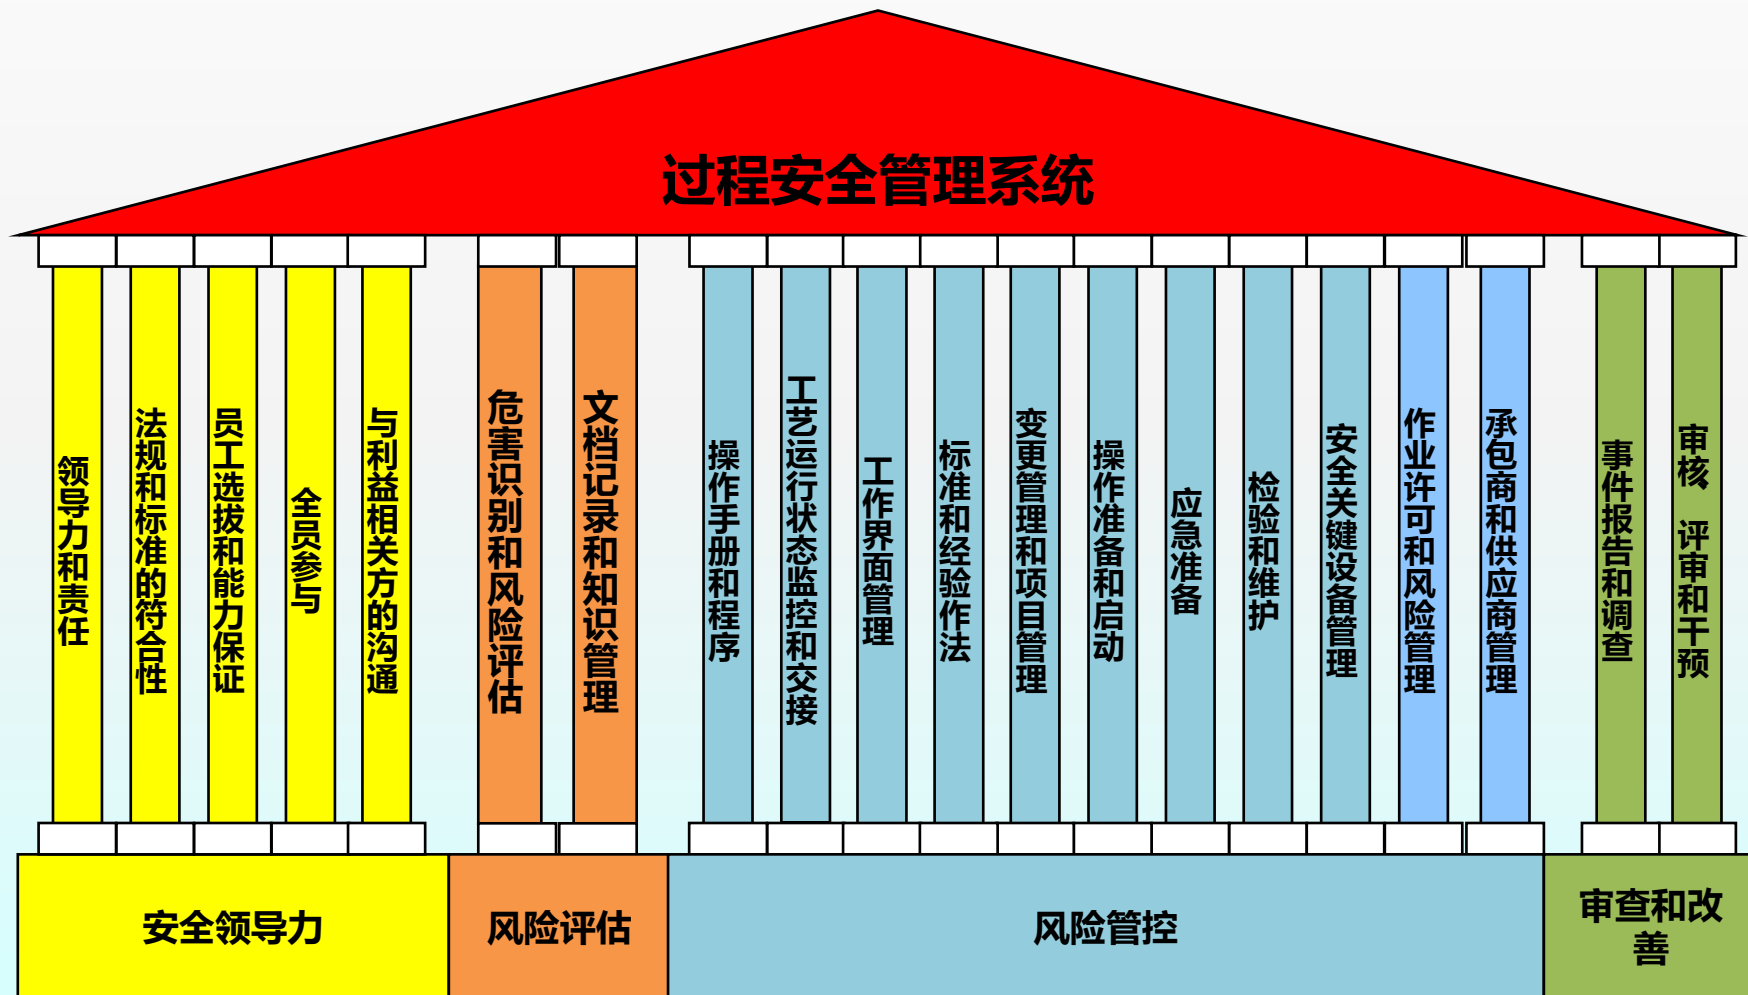 过程安全管理系统
领导力和责任
法规和标准的符合性
员工选拔和能力保证
全员参与
与利益相关方的沟通
危害识别和风险评估
文档记录和知识管理
操作手册和程序
工艺运行状态监控和交接
工作界面管理
标准和经验作法
变更管理和项目管理
操作准备和启动
应急准备
检验和维护
安全关键设备管理
作业许可和风险管理
承包商和供应商管理
事件报告和调查
审核、评审和干预
安全领导力
风险评估
风险管控
审查和改
善